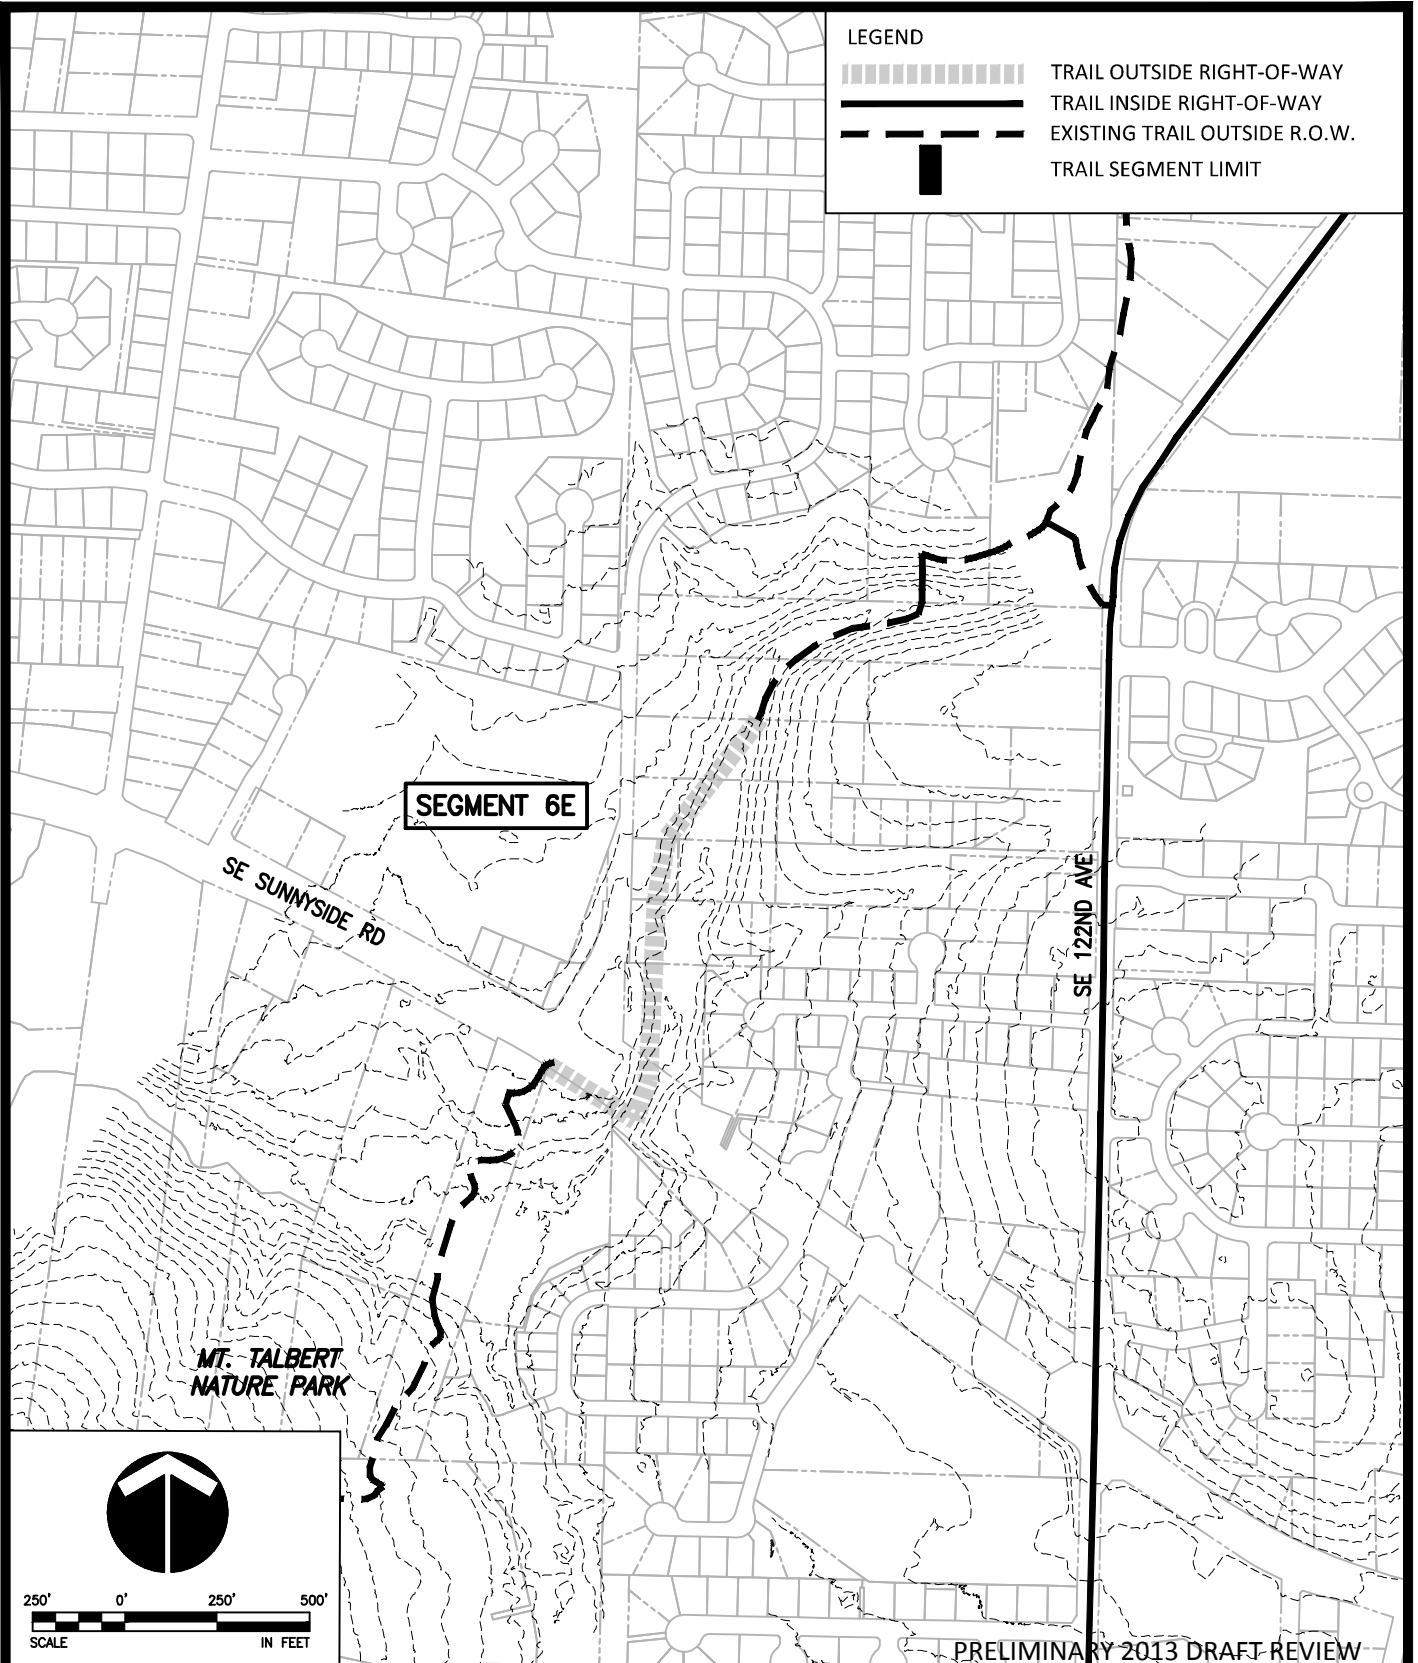 LEGEND
TRAIL OUTSIDE RIGHT-OF-WAY
TRAIL INSIDE RIGHT-OF-WAY
EXISTING TRAIL OUTSIDE R.O.W.
TRAIL SEGMENT LIMIT
SEGMENT 6E
SE SUNNYSIDE RD
SE 122ND AVE
MT. TALBERT
NATURE PARK
250' 0' 250' 500'
SCALE IN FEET
PRELIMINARY 2013 DRAFT REVIEW